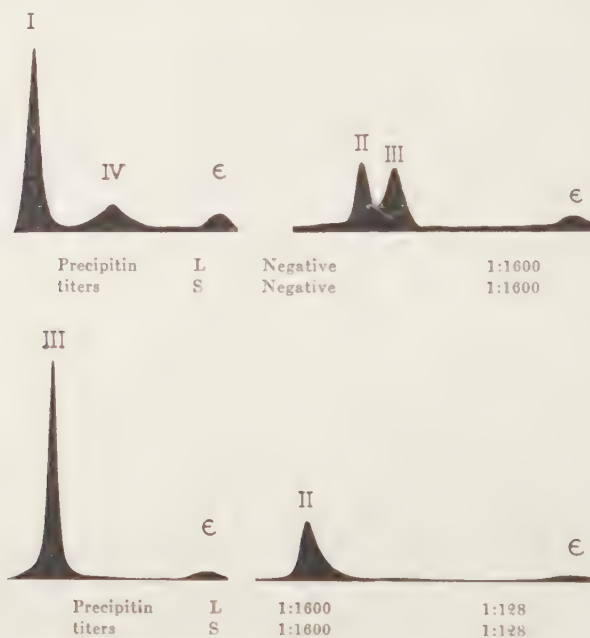 I
IV ϵ II III ϵ
Precipitin L Negative 1:1600
titers S Negative 1:1600
III
ϵ II ϵ
Precipitin L 1:1600 1:128
titers S 1:1600 1:128